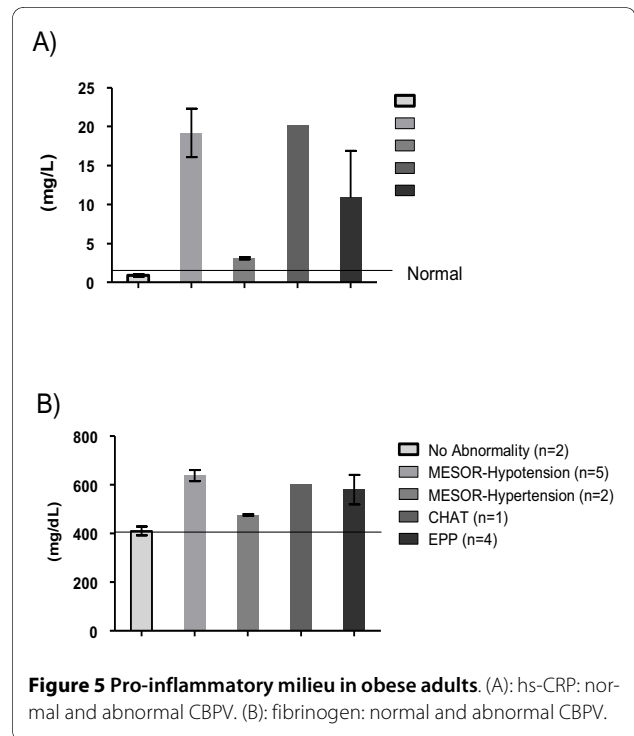 A)
25
20
15
10
5
0
(mg/L)
Normal
B)
800
600
400
200
0
(mg/dL)
No Abnormality (n=2)
MESOR-Hypotension (n=5)
MESOR-Hypertension (n=2)
CHAT (n=1)
EPP (n=4)
Figure 5 Pro-inflammatory milieu in obese adults. (A): hs-CRP: nor-
mal and abnormal CBPV. (B): fibrinogen: normal and abnormal CBPV.